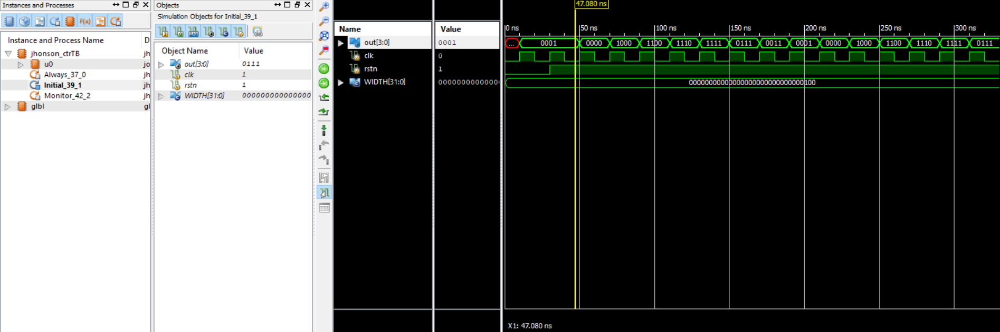 Instances and Processes
F(x)
Instance and Process Name D
jhonson_ctrTB jh
u0 jo
Always_37_0 jh
Initial_39_1 jh
Monitor_42_2 jh
glbl gl
Objects
Simulation Objects for Initial_39_1
Object Name Value
out[3:0] 0111
clk 1
rstn 1
WIDTH[31:0] 000000000000000
Name Value
out[3:0] 0001
clk 0
rstn 1
WIDTH[31:0] 00000000000000
47.080 ns
0 ns 50 ns 100 ns 150 ns 200 ns 250 ns 300 ns
... 0001 0000 1000 1100 1110 1111 0111 0011 0001 0000 1000 1100 1110 1111 0111
00000000000000000000000000000100
X1: 47.080 ns